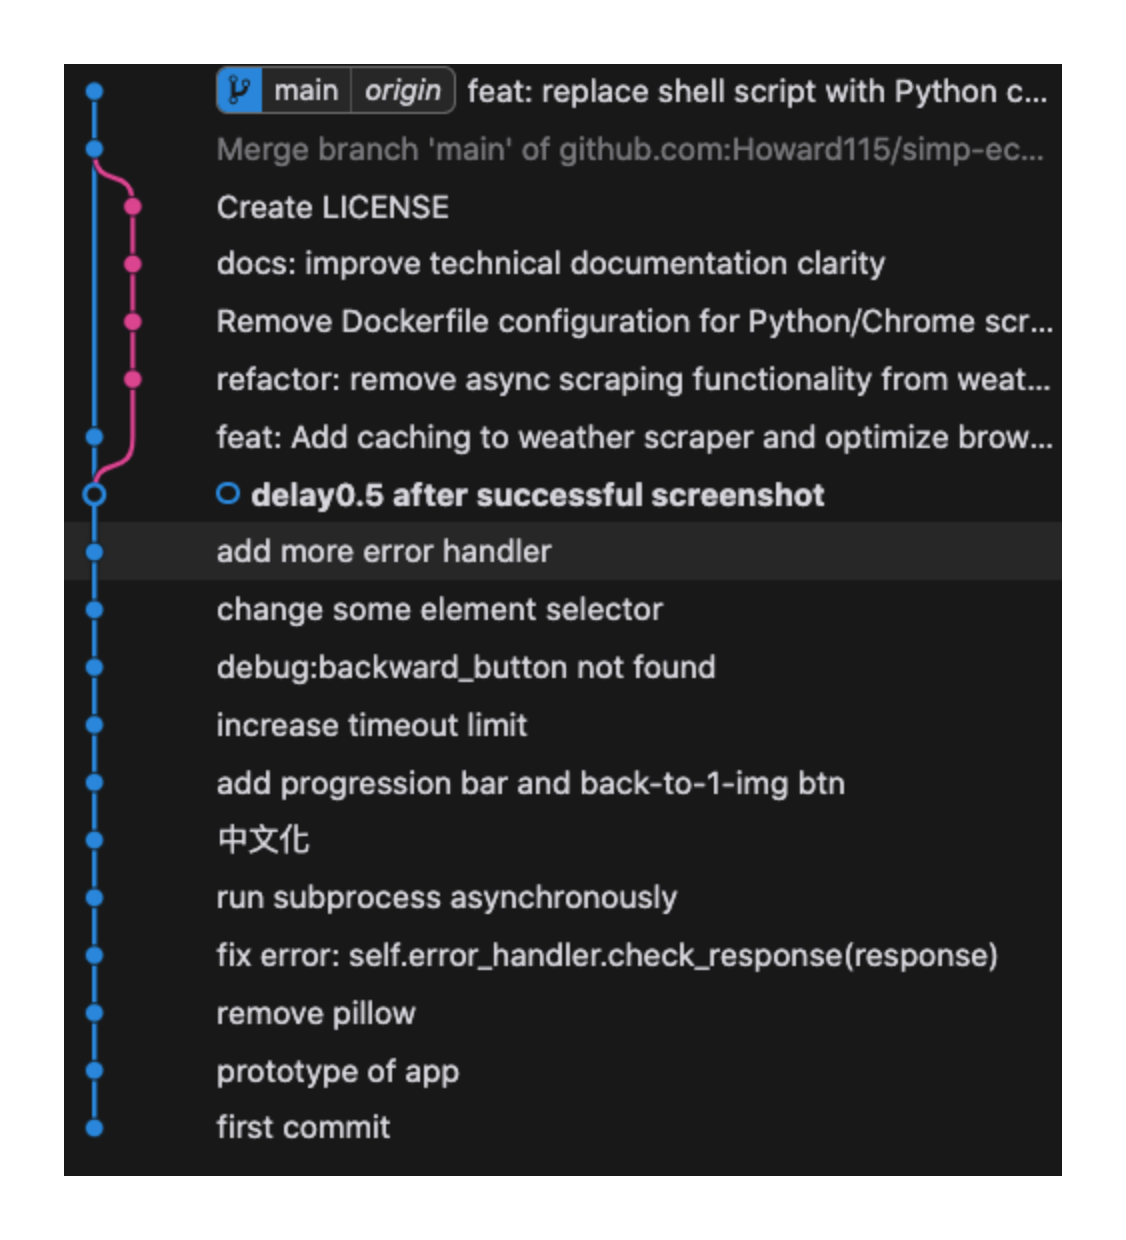 main origin feat: replace shell script with Python c...
Merge branch 'main' of github.com:Howard115/simp-ec...
Create LICENSE
docs: improve technical documentation clarity
Remove Dockerfile configuration for Python/Chrome scr...
refactor: remove async scraping functionality from weat...
feat: Add caching to weather scraper and optimize brow...
delay0.5 after successful screenshot
add more error handler
change some element selector
debug:backward_button not found
increase timeout limit
add progression bar and back-to-1-img btn
中文化
run subprocess asynchronously
fix error: self.error_handler.check_response(response)
remove pillow
prototype of app
first commit